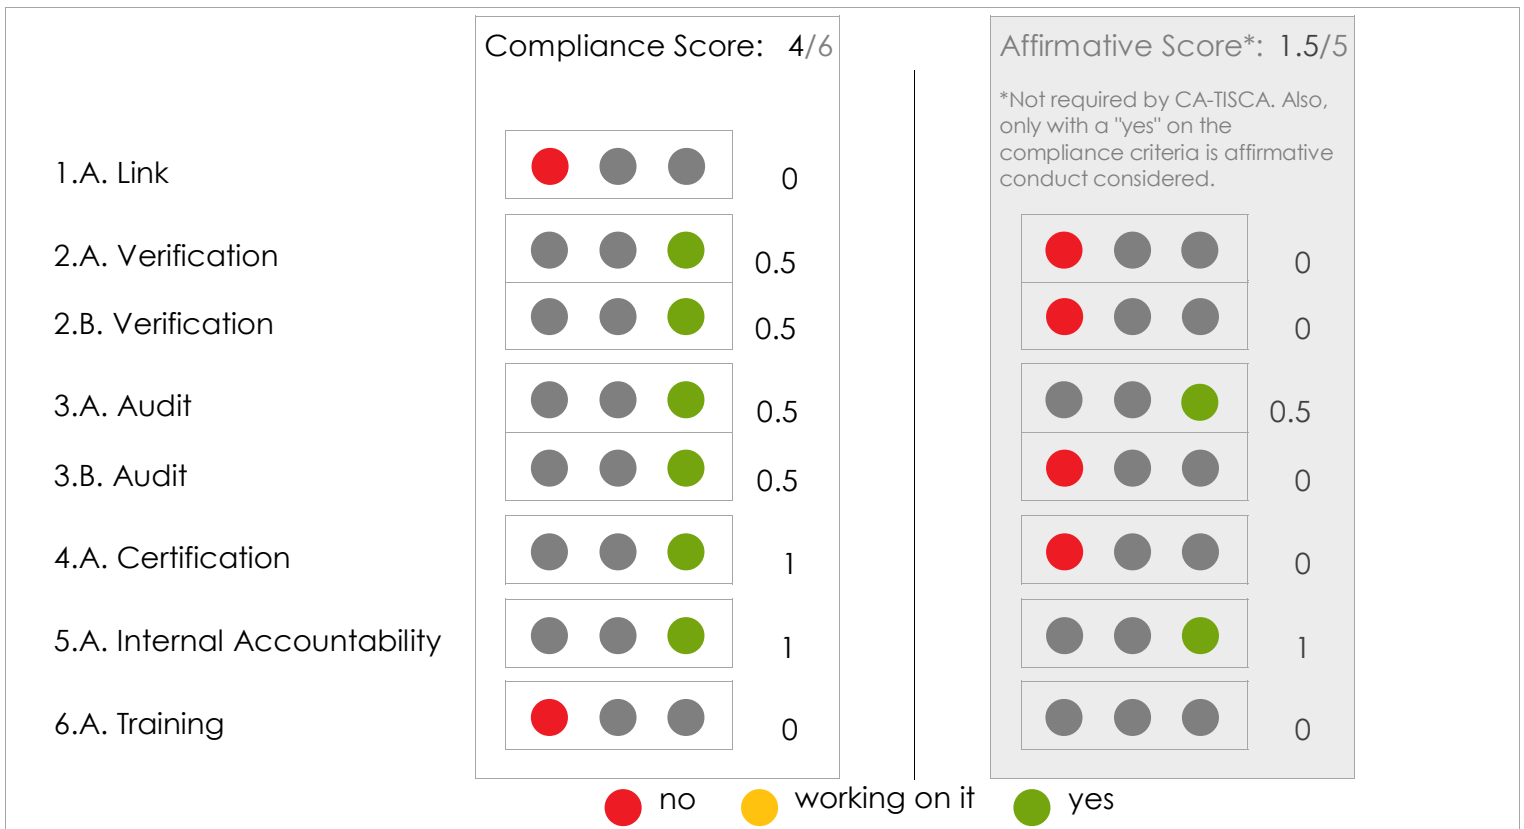 Compliance Score: 4/6
Affirmative Score*: 1.5/5
*Not required by CA-TISCA. Also,
only with a "yes" on the
compliance criteria is affirmative
conduct considered.
1.A. Link 0
2.A. Verification 0.5 0
2.B. Verification 0.5 0
3.A. Audit 0.5 0.5
3.B. Audit 0.5 0
4.A. Certification 1 0
5.A. Internal Accountability 1 1
6.A. Training 0 0
no working on it yes